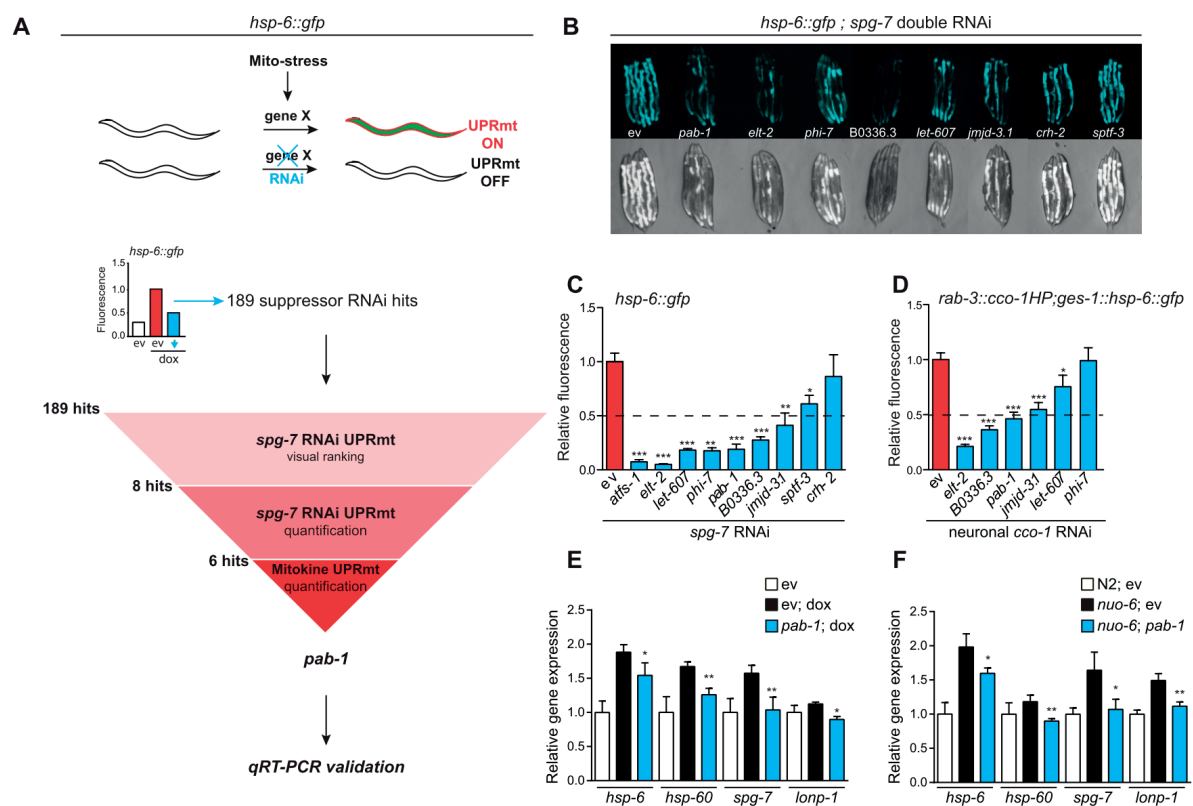 A
hsp-6::gfp
Mito-stress
gene X
UPRmt
ON
gene X
RNAi
UPRmt
OFF
hsp-6::gfp
Fluorescence
1.5
1.0
0.5
0.0
ev ev
dox
189 suppressor RNAi hits
189 hits
spg-7 RNAi UPRmt
visual ranking
8 hits
spg-7 RNAi UPRmt
quantification
6 hits
Mitokine UPRmt
quantification
pab-1
qRT-PCR validation
B
hsp-6::gfp ; spg-7 double RNAi
ev pab-1 elt-2 phi-7 B0336.3 let-607 jmjd-3.1 crh-2 sptf-3
C
hsp-6::gfp
Relative fluorescence
1.5
1.0
0.5
0.0
*** *** *** ** *** *** ** *
ev atfs-1 elt-2 let-607 phi-7 pab-1 B0336.3 jmjd-31 sptf-3 crh-2
spg-7 RNAi
D
rab-3::cco-1HP;ges-1::hsp-6::gfp
Relative fluorescence
1.5
1.0
0.5
0.0
*** *** *** *** *
ev elt-2 B0336.3 pab-1 jmjd-31 let-607 phi-7
neuronal cco-1 RNAi
E
ev
ev; dox
pab-1; dox
Relative gene expression
2.5
2.0
1.5
1.0
0.5
0.0
* ** ** *
hsp-6 hsp-60 spg-7 lonp-1
F
N2; ev
nuo-6; ev
nuo-6; pab-1
Relative gene expression
2.5
2.0
1.5
1.0
0.5
0.0
* ** * **
hsp-6 hsp-60 spg-7 lonp-1